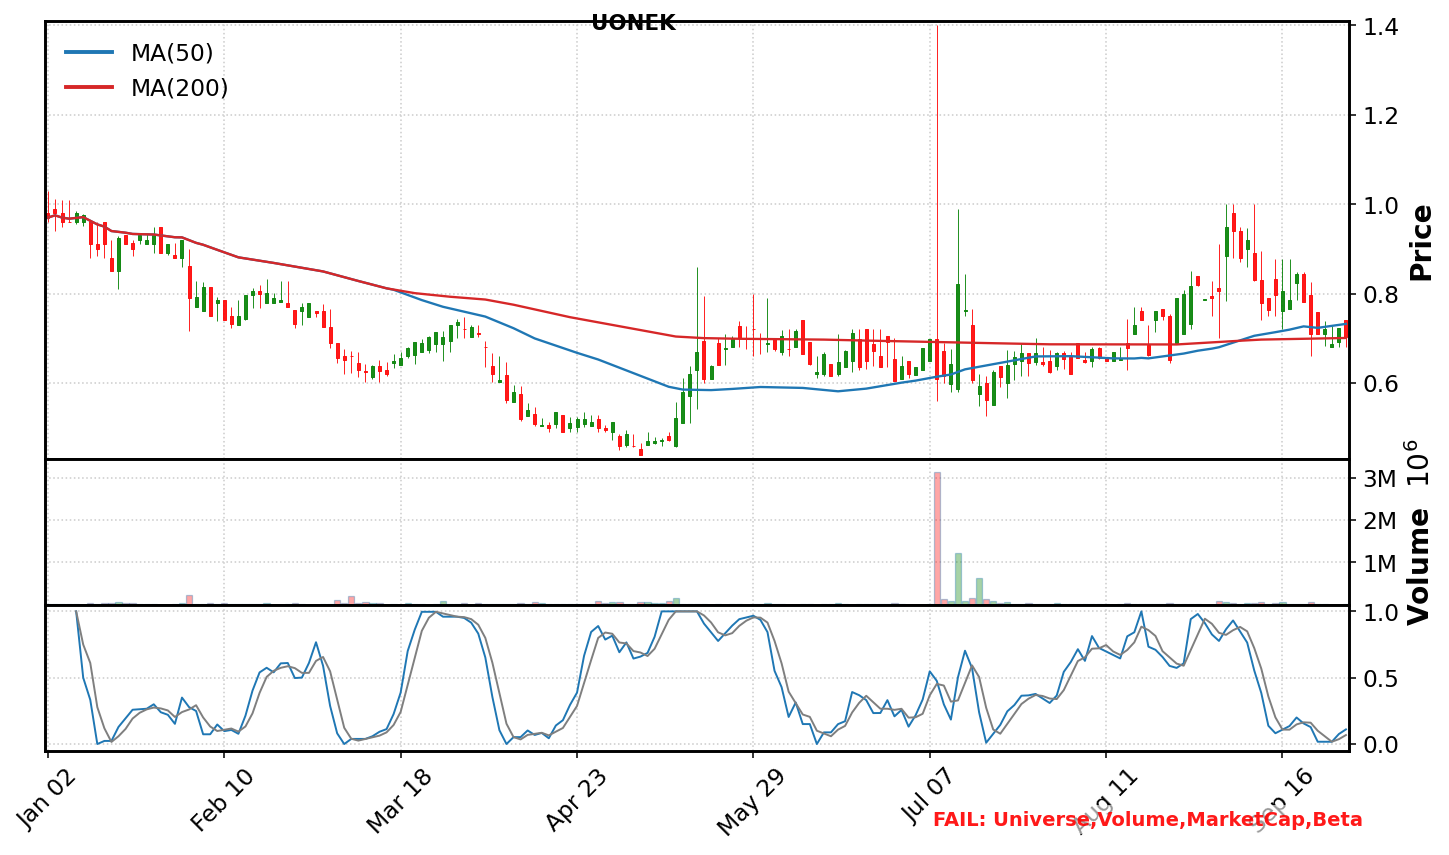 UONEK
MA(50)
MA(200)
1.4
1.2
1.0
0.8
0.6
Price
3M
2M
1M
Volume 10⁶
1.0
0.5
0.0
Jan 02
Feb 10
Mar 18
Apr 23
May 29
Jul 07
Aug 11
Sep 16
FAIL: Universe,Volume,MarketCap,Beta